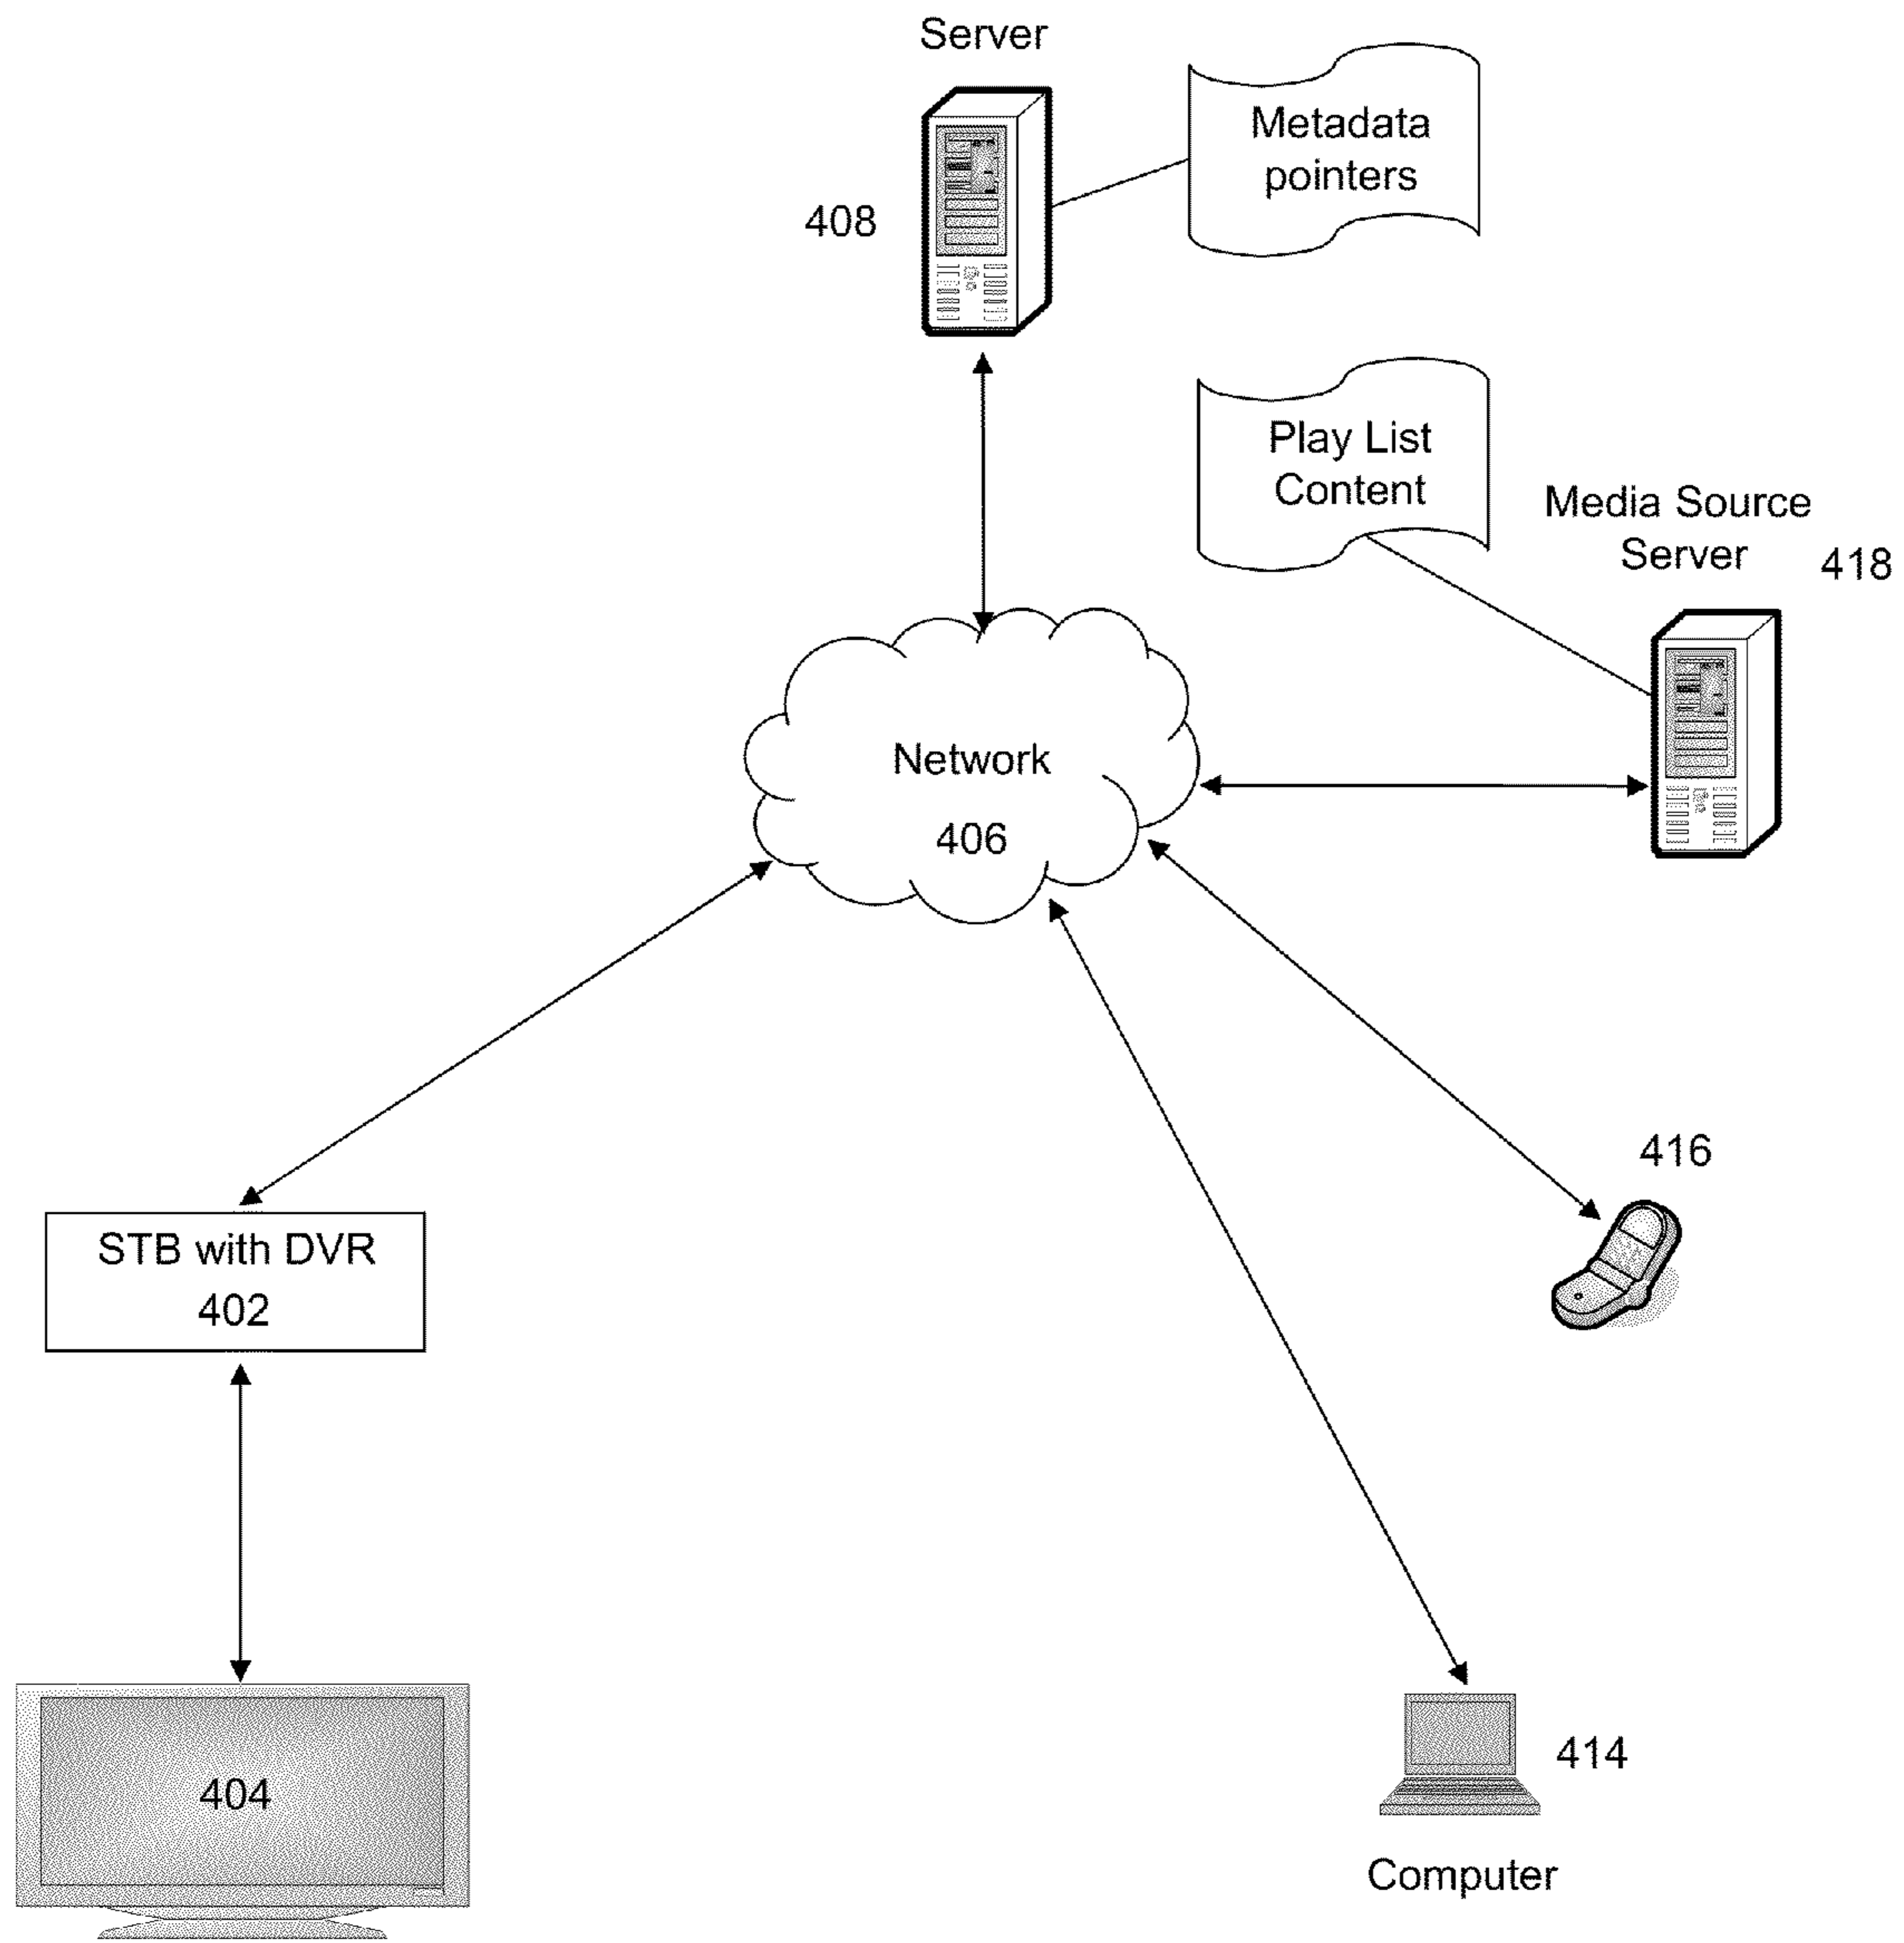 Server
Metadata
pointers
408
Play List
Content
Media Source
Server
418
Network
406
416
STB with DVR
402
404
414
Computer